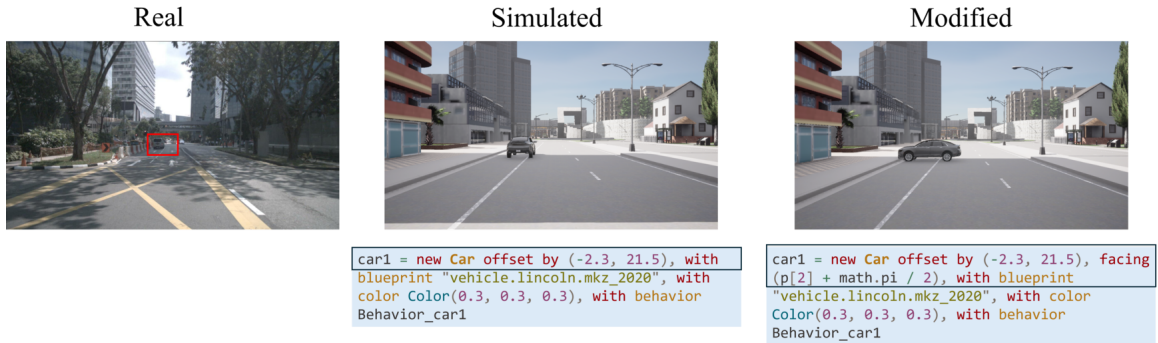 Real
Simulated
Modified
car1 = new Car offset by (-2.3, 21.5), with
blueprint "vehicle.lincoln.mkz_2020", with
color Color(0.3, 0.3, 0.3), with behavior
Behavior_car1
car1 = new Car offset by (-2.3, 21.5), facing
(p[2] + math.pi / 2), with blueprint
"vehicle.lincoln.mkz_2020", with color
Color(0.3, 0.3, 0.3), with behavior
Behavior_car1